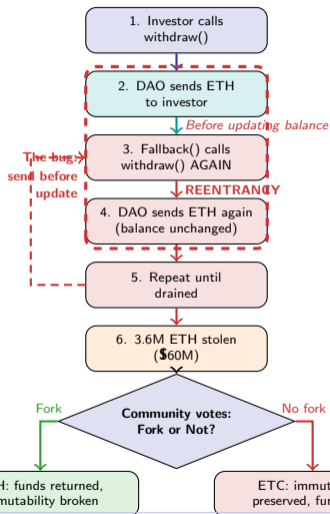 1. Investor calls
withdraw()
2. DAO sends ETH
to investor
Before updating balance
3. Fallback() calls
withdraw() AGAIN
The bug:
send before
update
REENTRANCY
4. DAO sends ETH again
(balance unchanged)
5. Repeat until
drained
6. 3.6M ETH stolen
($60M)
Community votes:
Fork or Not?
Fork
No fork
H: funds returned,
mutability broken
ETC: immut
preserved, fun